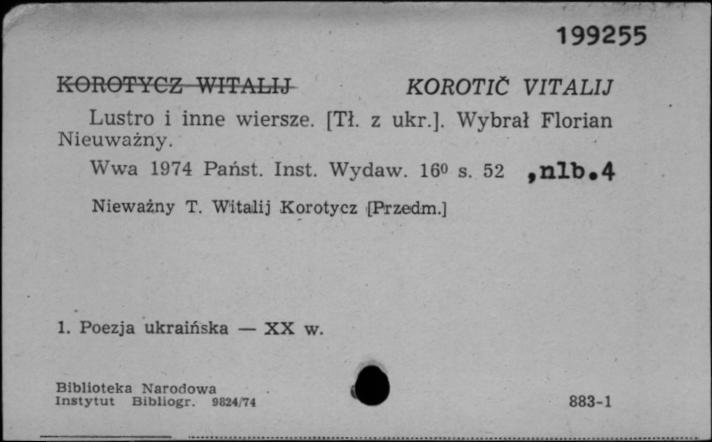 199255
KOROTYCZ WITALIJ KOROTIČ VITALIJ
Lustro i inne wiersze. [Tł. z ukr.]. Wybrał Florian
Nieuważny.
Wwa 1974 Państ. Inst. Wydaw. 16⁰ s. 52 ,nlb.4
Nieważny T. Witalij Korotycz [Przedm.]
1. Poezja ukraińska — XX w.
Biblioteka Narodowa
Instytut Bibliogr. 9824/74
883-1